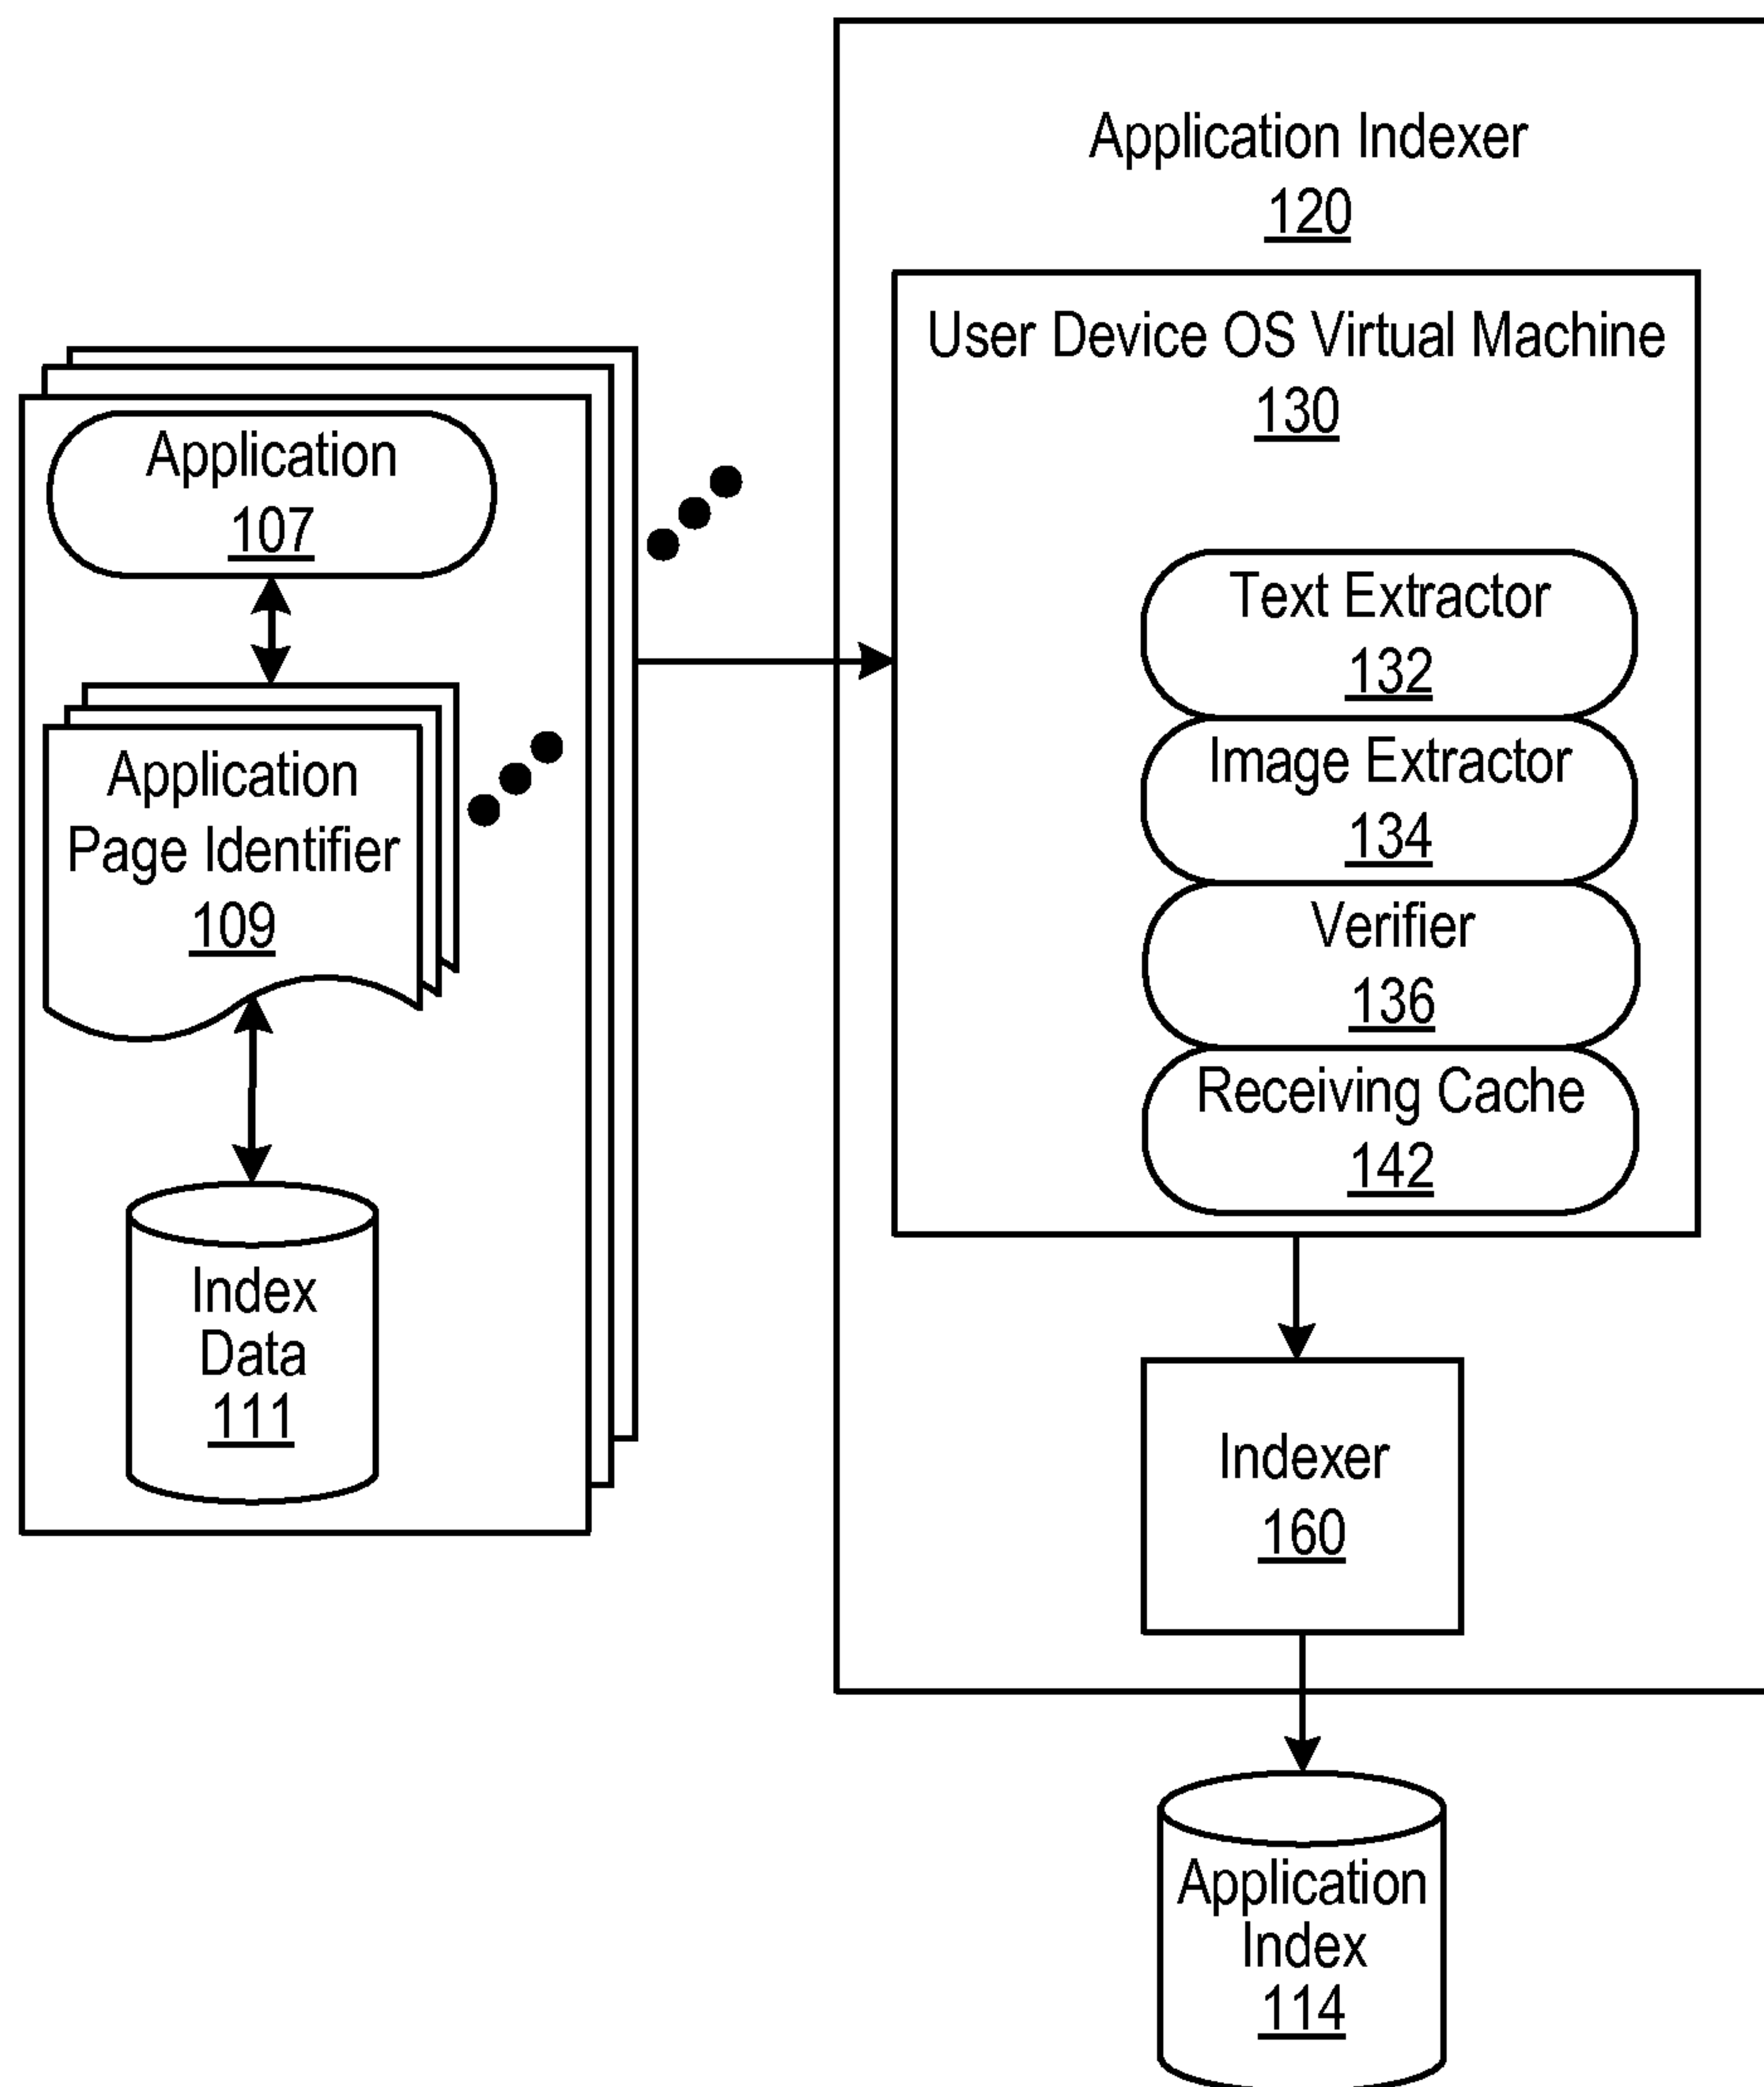 Application Indexer
120
User Device OS Virtual Machine
130
Application
107
Text Extractor
132
Application
Page Identifier
109
Image Extractor
134
Verifier
136
Receiving Cache
142
Index
Data
111
Indexer
160
Application
Index
114